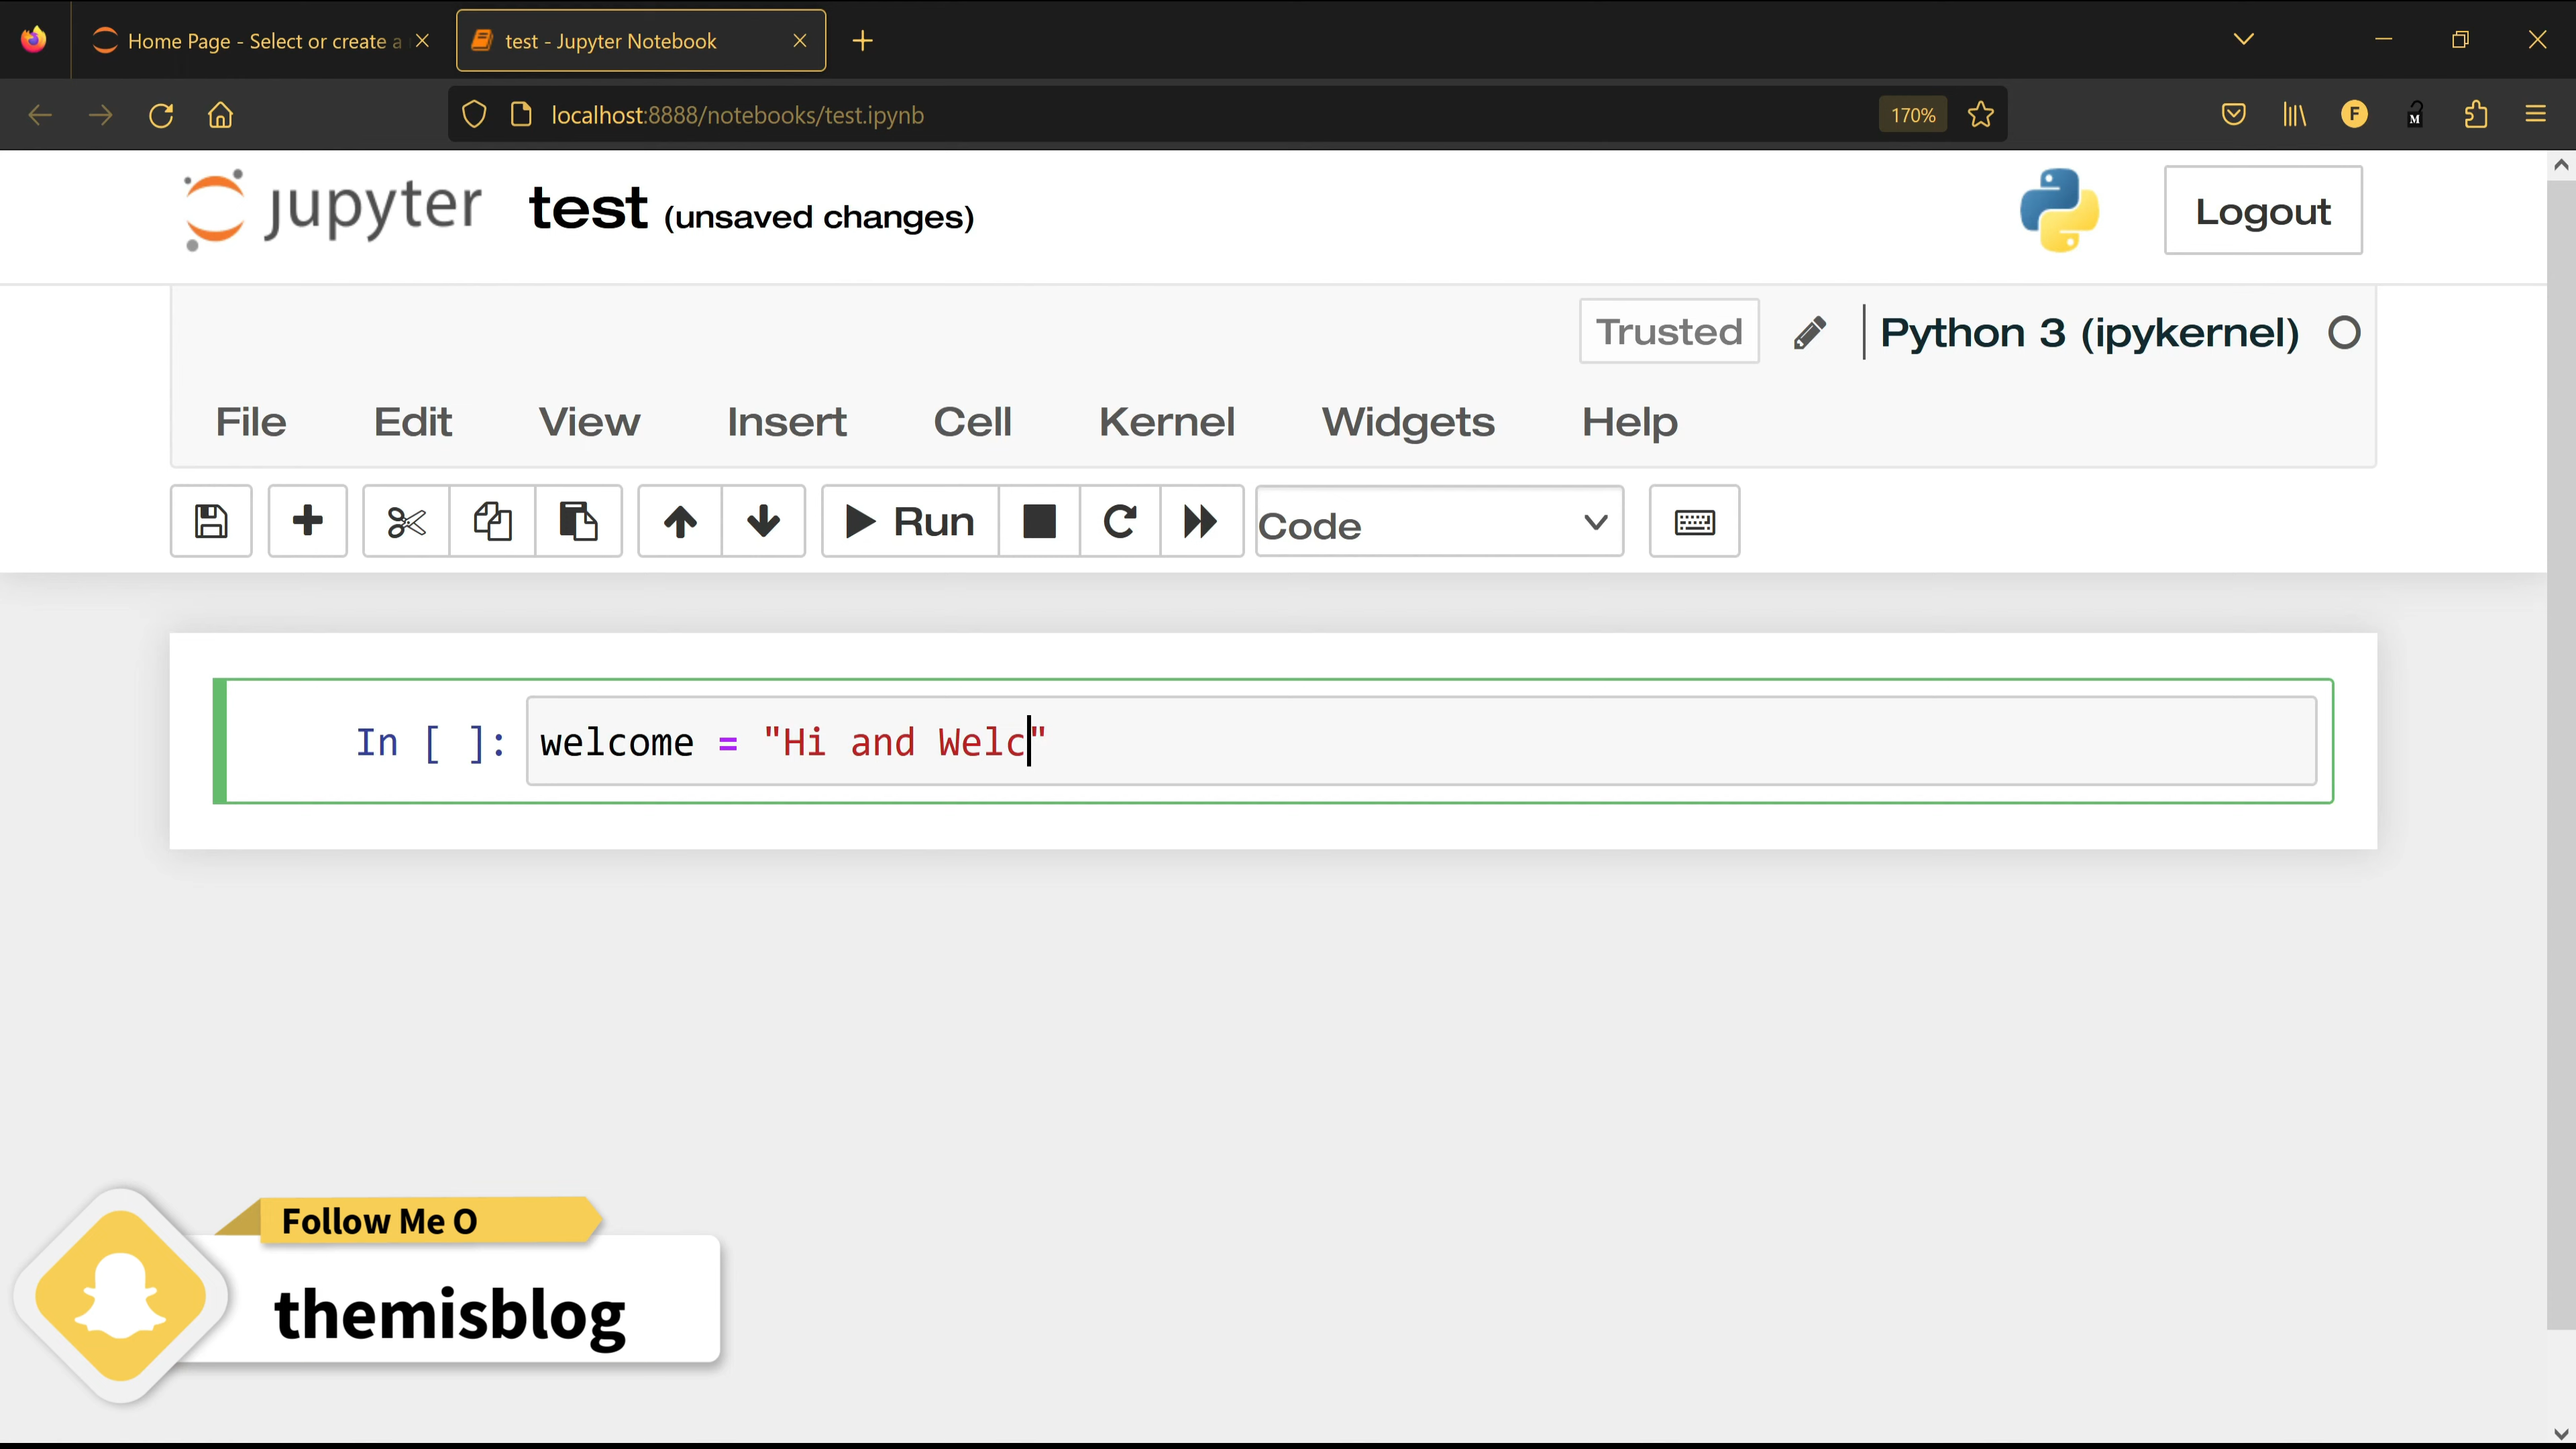 Home Page - Select or create a
test - Jupyter Notebook
localhost:8888/notebooks/test.ipynb
170%
F
M
jupyter
test (unsaved changes)
Logout
Trusted
Python 3 (ipykernel)
File Edit View Insert Cell Kernel Widgets Help
Run
Code
In [ ]: welcome = "Hi and Welc"
Follow Me O
themisblog